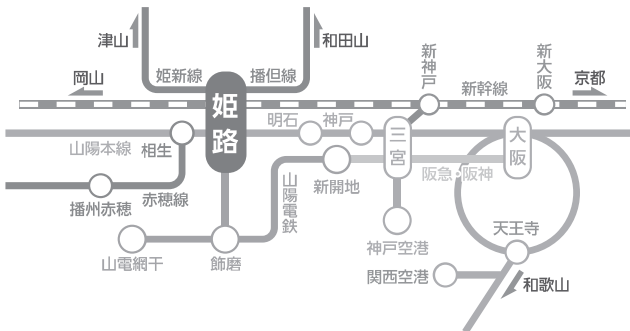 津山
和田山
岡山
姫新線
播但線
新神戸
新幹線
新大阪
京都
姫路
明石
神戸
三宮
大阪
山陽本線
相生
新開地
阪急・阪神
播州赤穂
赤穂線
山陽電鉄
山電網干
飾磨
神戸空港
天王寺
関西空港
和歌山